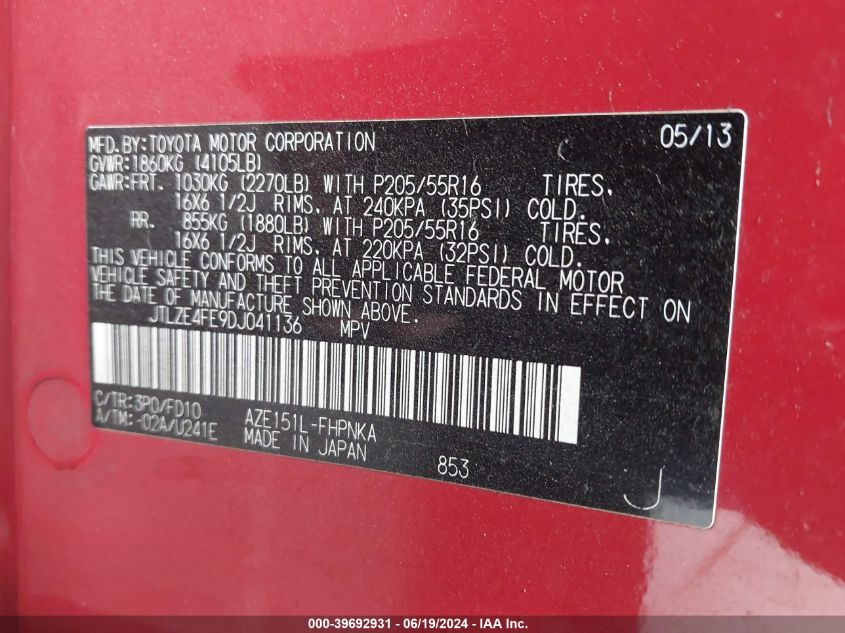 MFD.BY:TOYOTA MOTOR CORPORATION 05/13
GVWR:1860KG (4105LB)
GAWR:FRT. 1030KG (2270LB) WITH P205/55R16 TIRES,
16X6 1/2J RIMS, AT 240KPA (35PSI) COLD.
RR. 855KG (1880LB) WITH P205/55R16 TIRES,
16X6 1/2J RIMS, AT 220KPA (32PSI) COLD.
THIS VEHICLE CONFORMS TO ALL APPLICABLE FEDERAL MOTOR
VEHICLE SAFETY AND THEFT PREVENTION STANDARDS IN EFFECT ON
THE DATE OF MANUFACTURE SHOWN ABOVE.
JTLZE4FE9DJ041136 MPV
C/TR:3P0/FD10 AZE151L-FHPNKA
A/TM:-02A/U241E MADE IN JAPAN 853
J
000-39692931 - 06/19/2024 - IAA Inc.